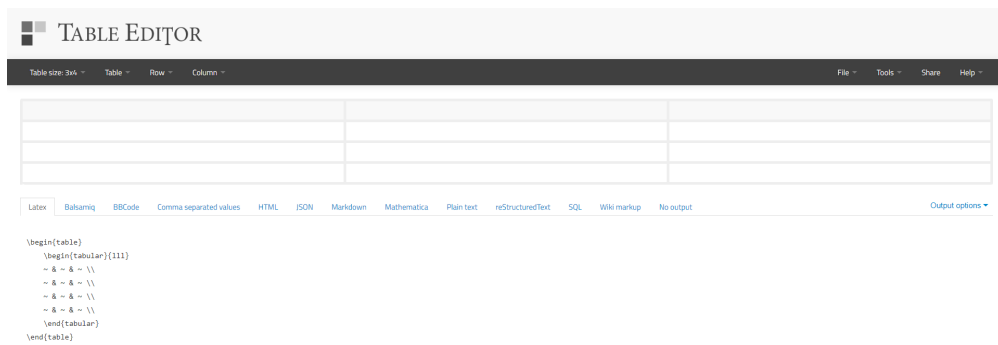 TABLE EDITOR
Table size: 3x4 Table Row Column File Tools Share Help
Latex Balsamiq BBCode Comma separated values HTML JSON Markdown Mathematica Plain text reStructuredText SQL Wiki markup No output Output options
\begin{table}
    \begin{tabular}{lll}
    ~ & ~ & ~ \\
    ~ & ~ & ~ \\
    ~ & ~ & ~ \\
    ~ & ~ & ~ \\
    \end{tabular}
\end{table}